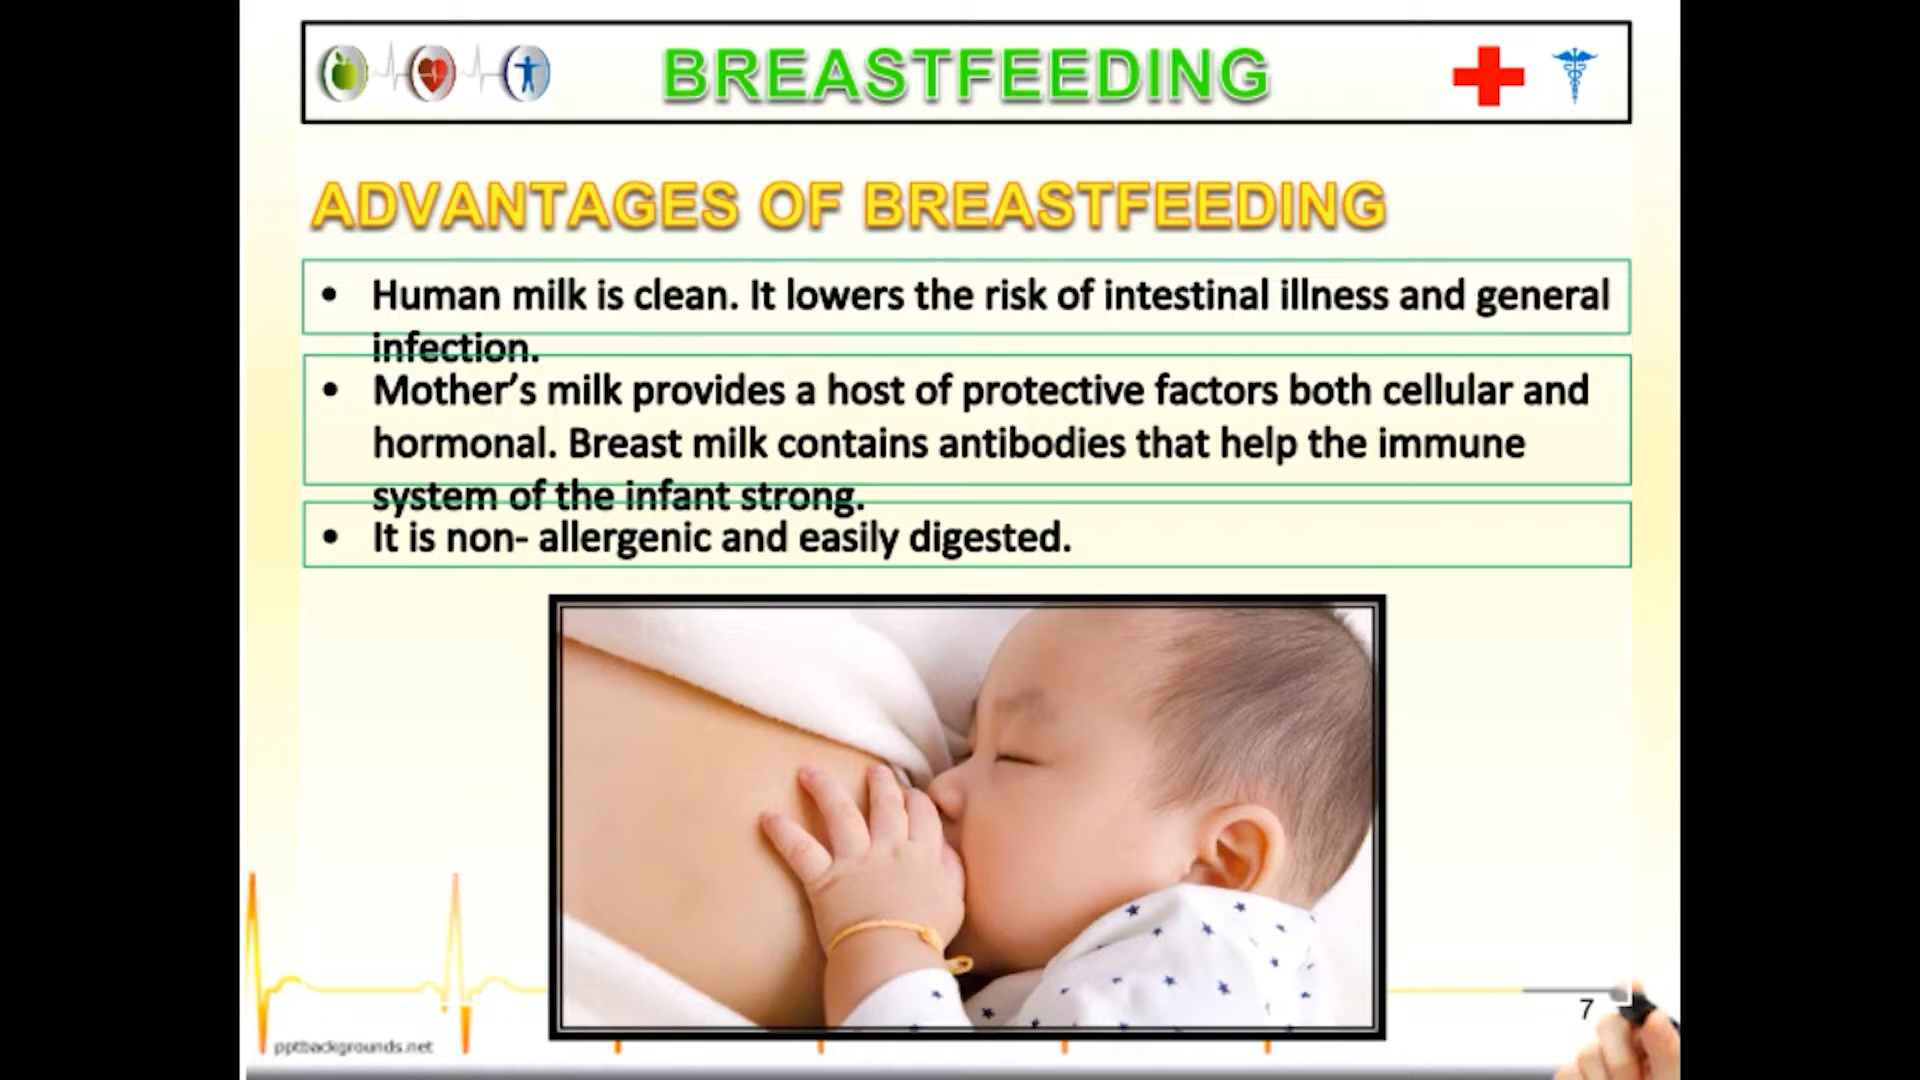 BREASTFEEDING
ADVANTAGES OF BREASTFEEDING
• Human milk is clean. It lowers the risk of intestinal illness and general
infection.
• Mother’s milk provides a host of protective factors both cellular and
hormonal. Breast milk contains antibodies that help the immune
system of the infant strong.
• It is non- allergenic and easily digested.
7
pptbackgrounds.net